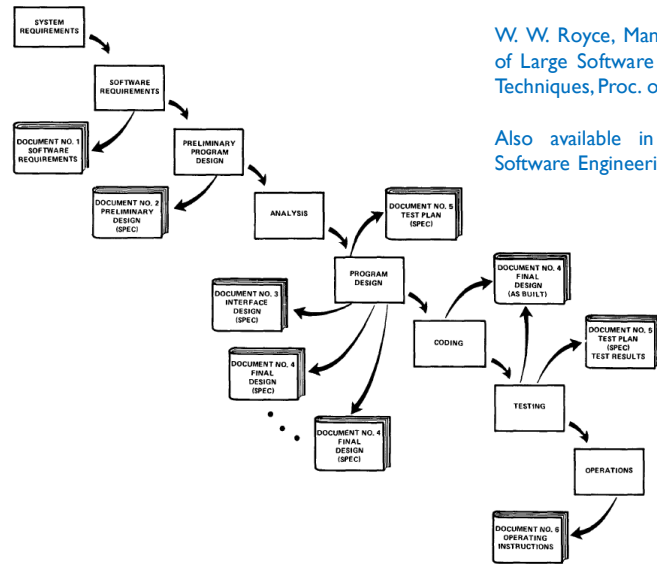 SYSTEM
REQUIREMENTS
W. W. Royce, Man
of Large Software
Techniques, Proc. o
Also available in
Software Engineeri
SOFTWARE
REQUIREMENTS
DOCUMENT NO. 1
SOFTWARE
REQUIREMENTS
PRELIMINARY
PROGRAM
DESIGN
DOCUMENT NO. 2
PRELIMINARY
DESIGN
(SPEC)
ANALYSIS
DOCUMENT NO. 5
TEST PLAN
(SPEC)
PROGRAM
DESIGN
DOCUMENT NO. 3
INTERFACE
DESIGN
(SPEC)
DOCUMENT NO. 4
FINAL
DESIGN
(AS BUILT)
CODING
DOCUMENT NO. 5
TEST PLAN
(SPEC)
TEST RESULTS
DOCUMENT NO. 4
FINAL
DESIGN
(SPEC)
TESTING
DOCUMENT NO. 4
FINAL
DESIGN
(SPEC)
OPERATIONS
DOCUMENT NO. 6
OPERATING
INSTRUCTIONS